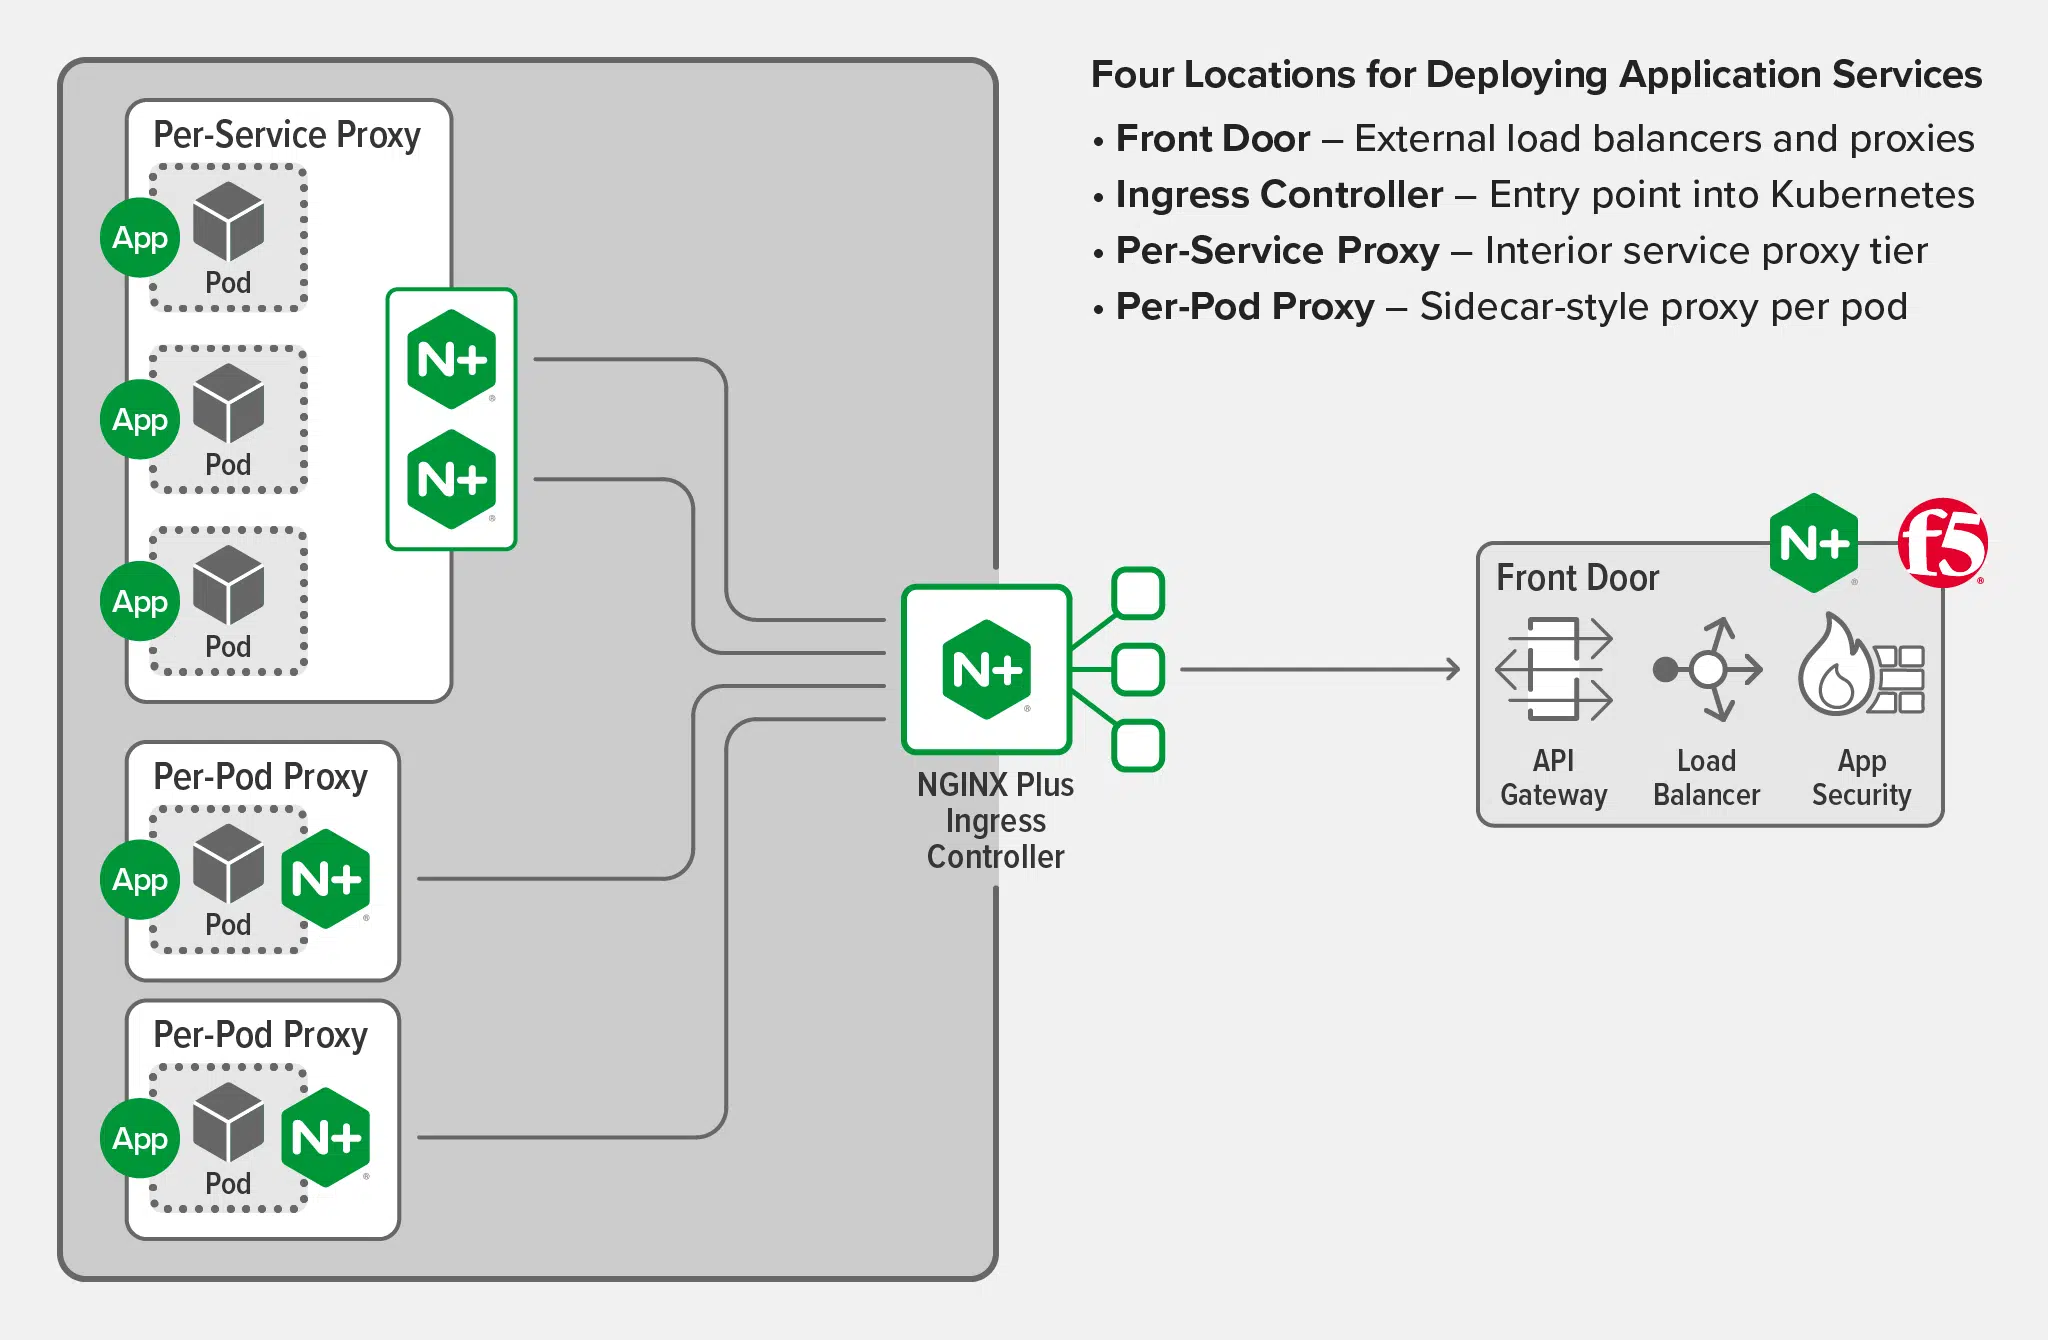 Four Locations for Deploying Application Services
• Front Door – External load balancers and proxies
• Ingress Controller – Entry point into Kubernetes
• Per-Service Proxy – Interior service proxy tier
• Per-Pod Proxy – Sidecar-style proxy per pod
Per-Service Proxy
App
Pod
App
Pod
App
Pod
N+
®
N+
®
Per-Pod Proxy
App
Pod
N+
®
Per-Pod Proxy
App
Pod
N+
®
N+
®
NGINX Plus
Ingress
Controller
N+
®
f5
®
Front Door
API
Gateway
Load
Balancer
App
Security